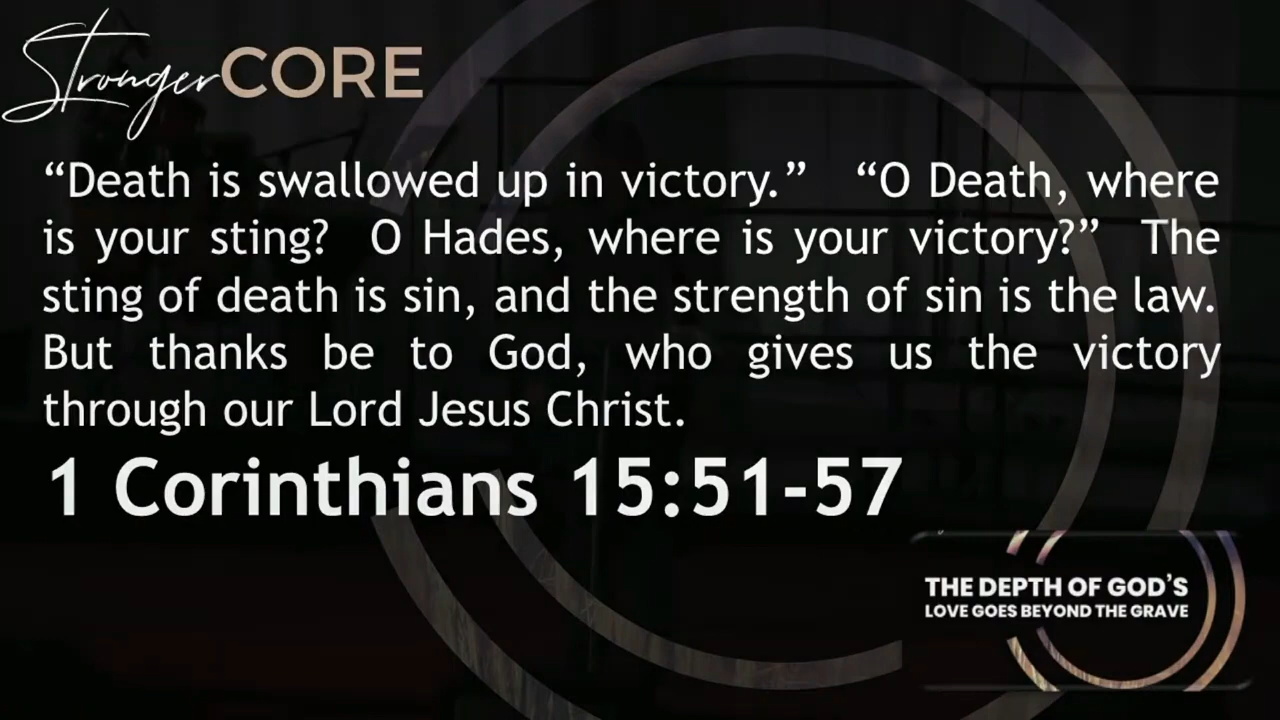 Stronger CORE
“Death is swallowed up in victory.” “O Death, where
is your sting? O Hades, where is your victory?” The
sting of death is sin, and the strength of sin is the law.
But thanks be to God, who gives us the victory
through our Lord Jesus Christ.
1 Corinthians 15:51-57
THE DEPTH OF GOD’S
LOVE GOES BEYOND THE GRAVE